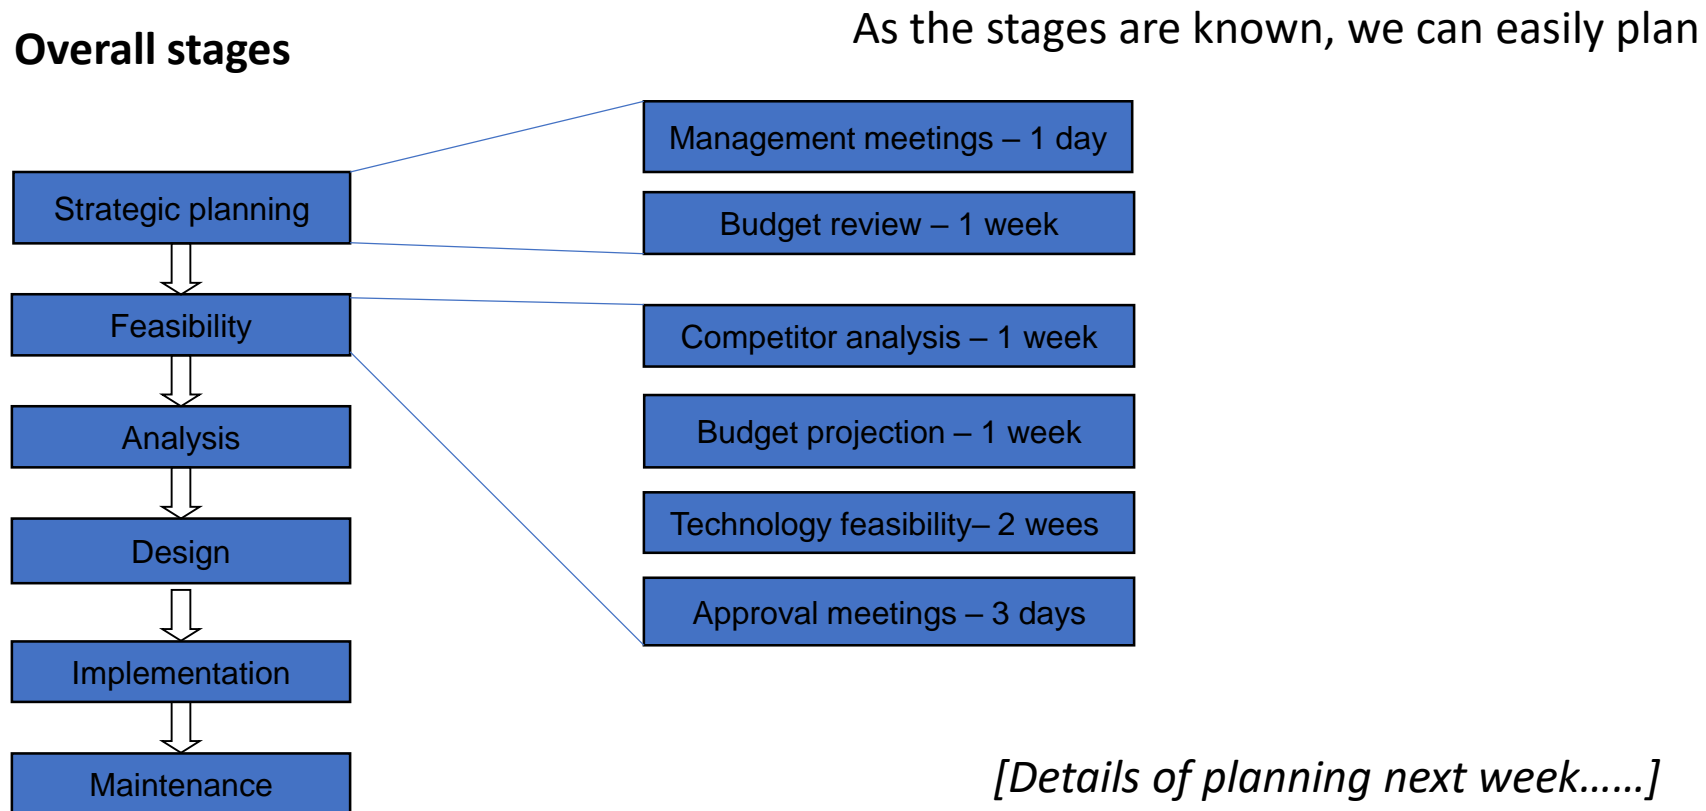 Overall stages
As the stages are known, we can easily plan
Strategic planning
Feasibility
Analysis
Design
Implementation
Maintenance
Management meetings – 1 day
Budget review – 1 week
Competitor analysis – 1 week
Budget projection – 1 week
Technology feasibility– 2 wees
Approval meetings – 3 days
[Details of planning next week......]